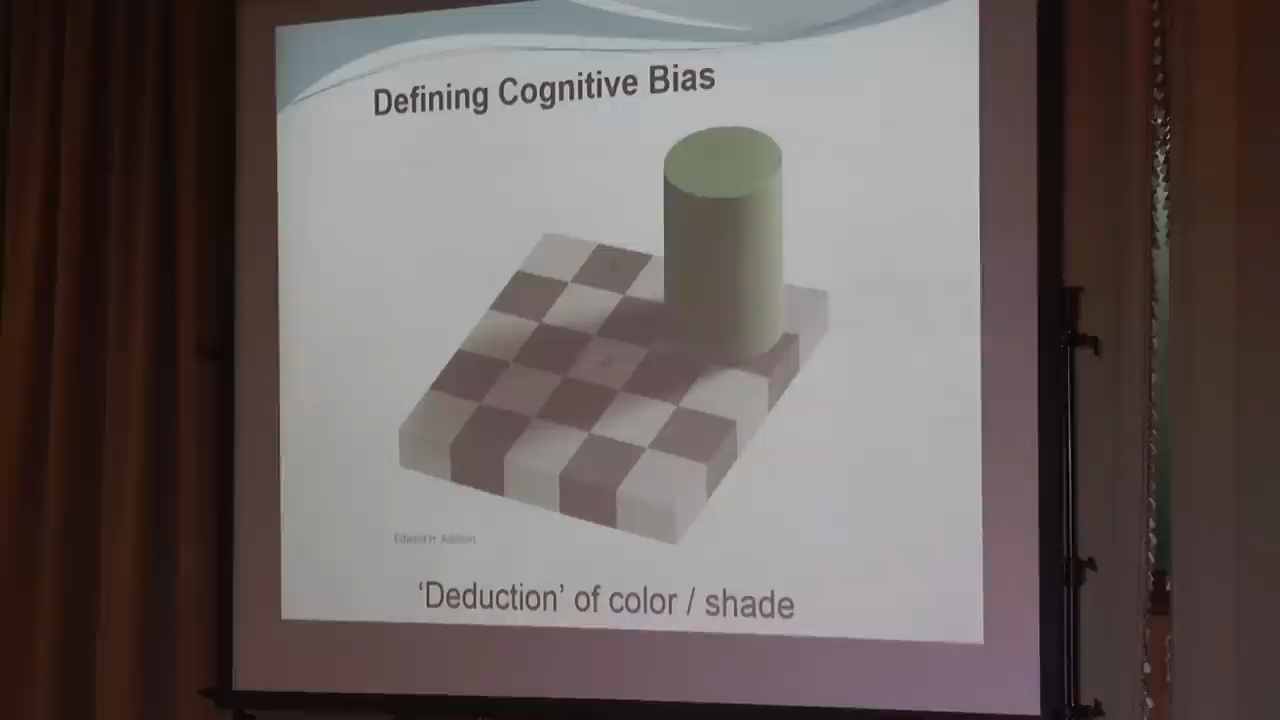 Defining Cognitive Bias
Edward H. Adelson
'Deduction' of color / shade